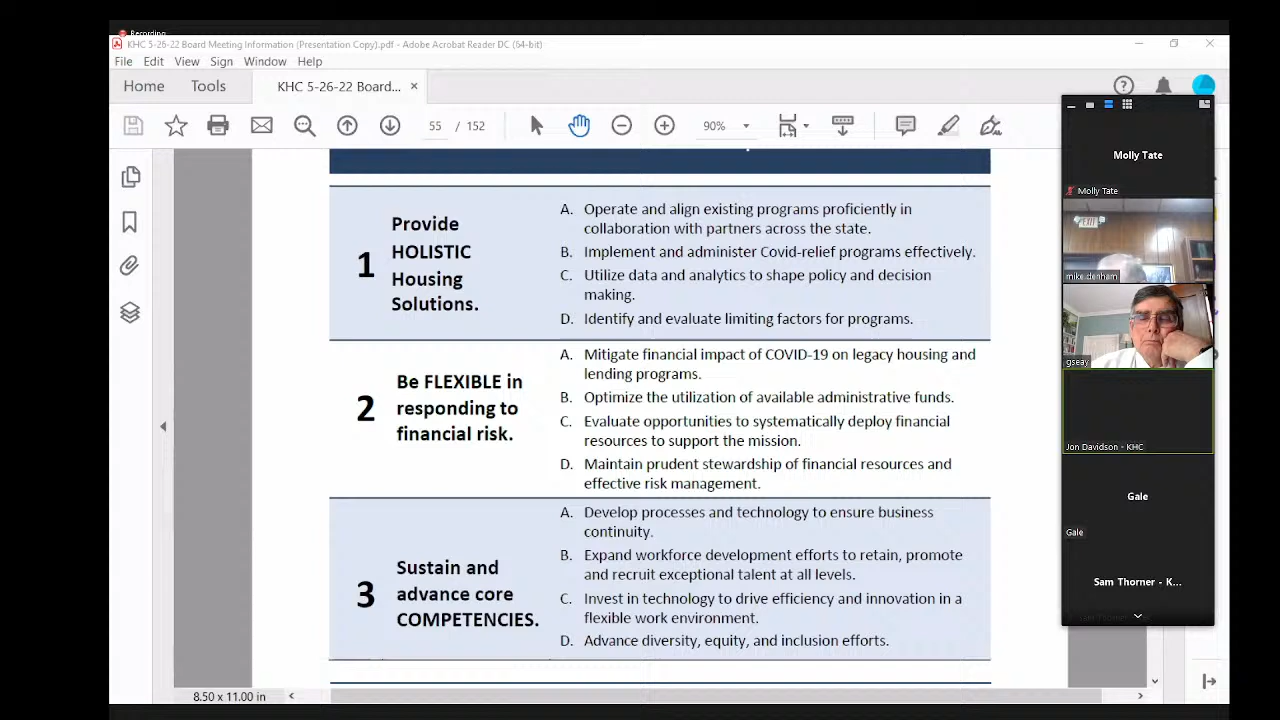 Recording
KHC 5-26-22 Board Meeting Information (Presentation Copy).pdf - Adobe Acrobat Reader DC (64-bit)
File Edit View Sign Window Help
Home Tools KHC 5-26-22 Board... ×
55 / 152 90%
1
Provide
HOLISTIC
Housing
Solutions.
A. Operate and align existing programs proficiently in
collaboration with partners across the state.
B. Implement and administer Covid-relief programs effectively.
C. Utilize data and analytics to shape policy and decision
making.
D. Identify and evaluate limiting factors for programs.
2
Be FLEXIBLE in
responding to
financial risk.
A. Mitigate financial impact of COVID-19 on legacy housing and
lending programs.
B. Optimize the utilization of available administrative funds.
C. Evaluate opportunities to systematically deploy financial
resources to support the mission.
D. Maintain prudent stewardship of financial resources and
effective risk management.
3
Sustain and
advance core
COMPETENCIES.
A. Develop processes and technology to ensure business
continuity.
B. Expand workforce development efforts to retain, promote
and recruit exceptional talent at all levels.
C. Invest in technology to drive efficiency and innovation in a
flexible work environment.
D. Advance diversity, equity, and inclusion efforts.
8.50 x 11.00 in
Molly Tate
Molly Tate
EXIT
mike denham
gseay
Jon Davidson - KHC
Gale
Gale
Sam Thorner - K...